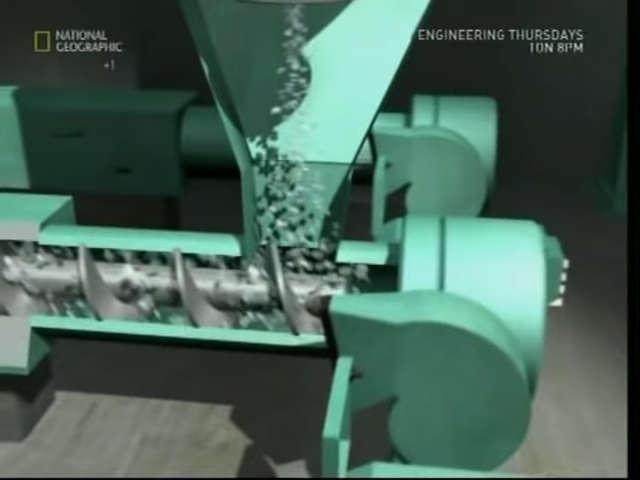 NATIONAL
GEOGRAPHIC
+1
ENGINEERING THURSDAYS
10N 8PM